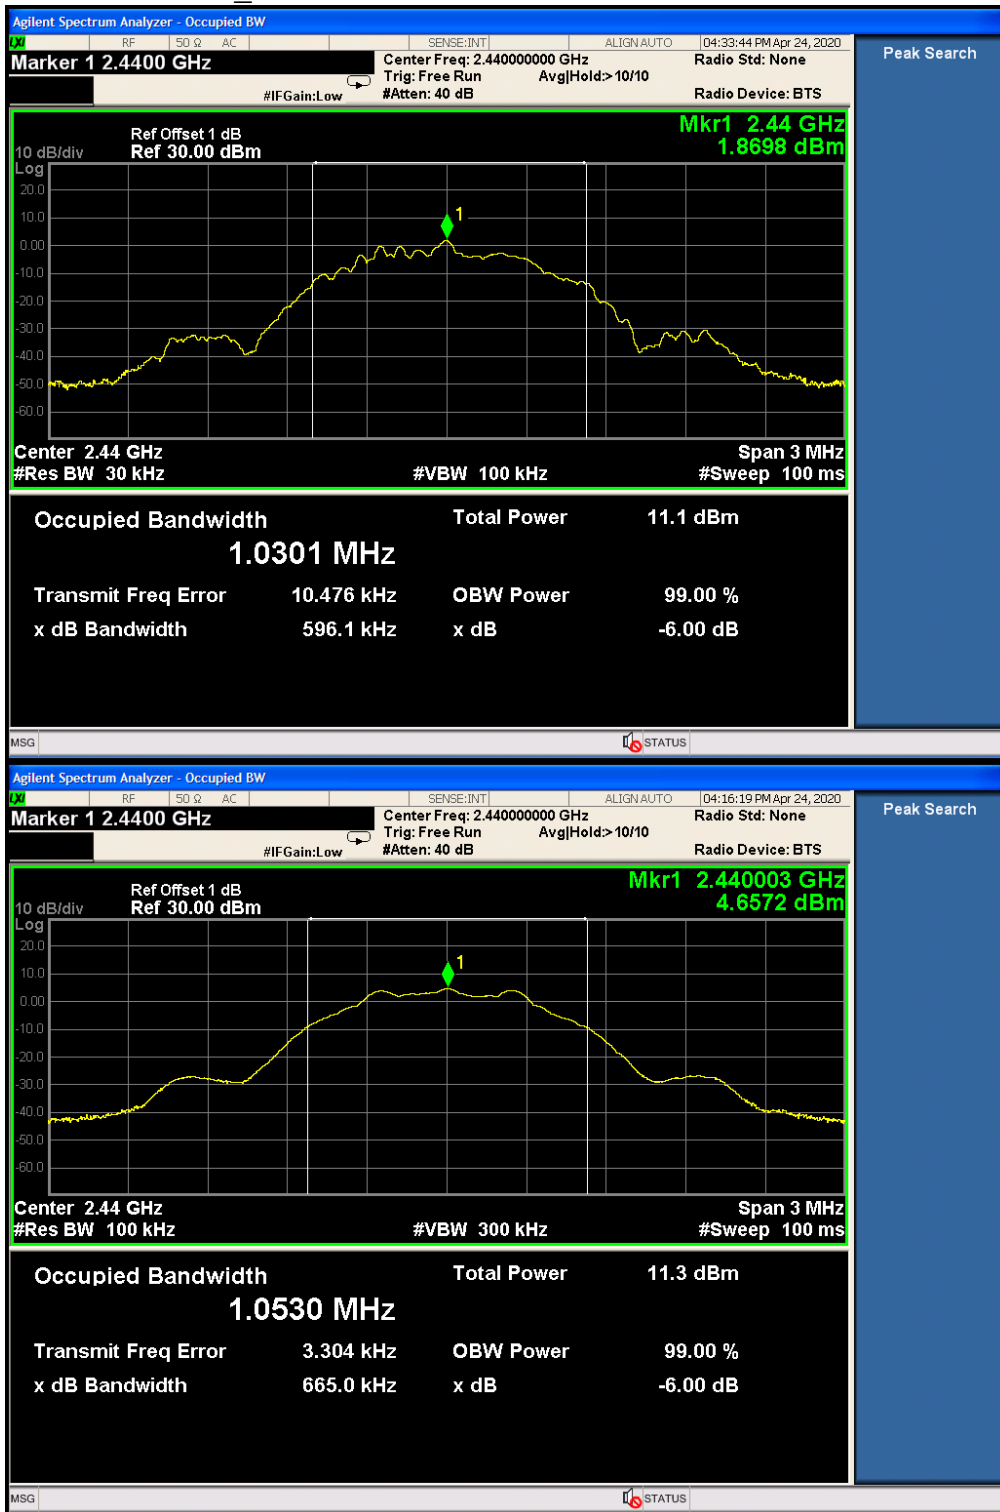 Agilent Spectrum Analyzer - Occupied BW
LXI RF 50 Ω AC SENSE:INT ALIGN AUTO 04:33:44 PM Apr 24, 2020
Marker 1 2.4400 GHz Center Freq: 2.440000000 GHz Radio Std: None Peak Search
Trig: Free Run Avg|Hold:> 10/10
#IFGain:Low #Atten: 40 dB Radio Device: BTS
Mkr1 2.44 GHz
Ref Offset 1 dB
1.8698 dBm
10 dB/div Ref 30.00 dBm
Log
20.0
10.0
1
0.00
-10.0
-20.0
-30.0
-40.0
-50.0
-60.0
Center 2.44 GHz Span 3 MHz
#Res BW 30 kHz #VBW 100 kHz #Sweep 100 ms
Occupied Bandwidth Total Power 11.1 dBm
1.0301 MHz
Transmit Freq Error 10.476 kHz OBW Power 99.00 %
x dB Bandwidth 596.1 kHz x dB -6.00 dB
MSG STATUS
Agilent Spectrum Analyzer - Occupied BW
LXI RF 50 Ω AC SENSE:INT ALIGN AUTO 04:16:19 PM Apr 24, 2020
Marker 1 2.4400 GHz Center Freq: 2.440000000 GHz Radio Std: None Peak Search
Trig: Free Run Avg|Hold:> 10/10
#IFGain:Low #Atten: 40 dB Radio Device: BTS
Mkr1 2.440003 GHz
Ref Offset 1 dB
4.6572 dBm
10 dB/div Ref 30.00 dBm
Log
20.0
1
10.0
0.00
-10.0
-20.0
-30.0
-40.0
-50.0
-60.0
Center 2.44 GHz Span 3 MHz
#Res BW 100 kHz #VBW 300 kHz #Sweep 100 ms
Occupied Bandwidth Total Power 11.3 dBm
1.0530 MHz
Transmit Freq Error 3.304 kHz OBW Power 99.00 %
x dB Bandwidth 665.0 kHz x dB -6.00 dB
MSG STATUS